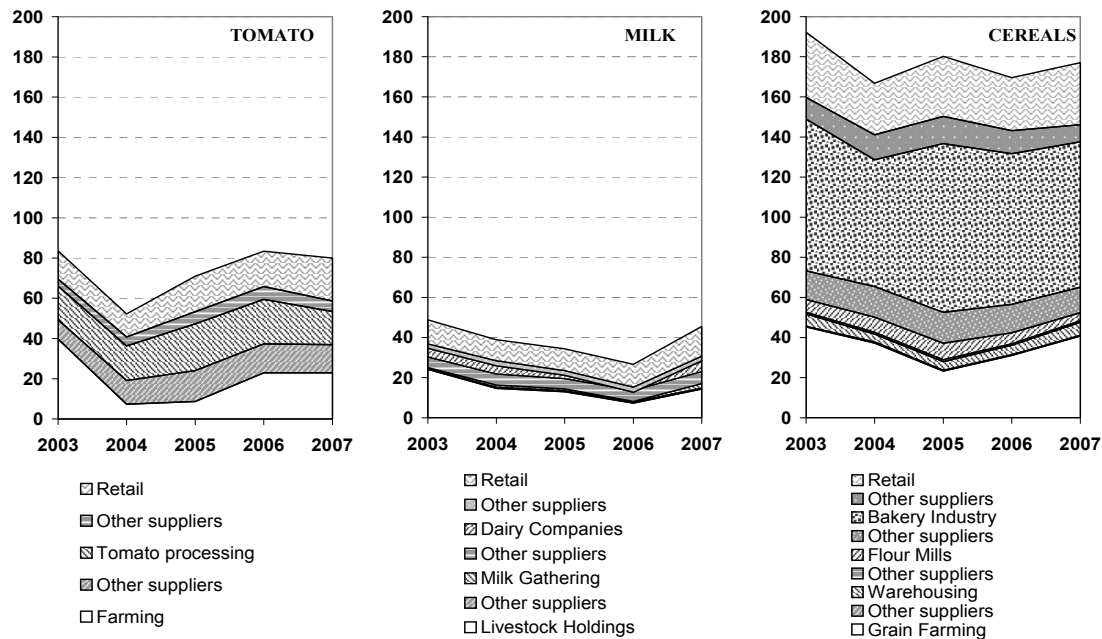 TOMATO
200
180
160
140
120
100
80
60
40
20
0
2003 2004 2005 2006 2007
Retail
Other suppliers
Tomato processing
Other suppliers
Farming
MILK
200
180
160
140
120
100
80
60
40
20
0
2003 2004 2005 2006 2007
Retail
Other suppliers
Dairy Companies
Other suppliers
Milk Gathering
Other suppliers
Livestock Holdings
CEREALS
200
180
160
140
120
100
80
60
40
20
0
2003 2004 2005 2006 2007
Retail
Other suppliers
Bakery Industry
Other suppliers
Flour Mills
Other suppliers
Warehousing
Other suppliers
Grain Farming